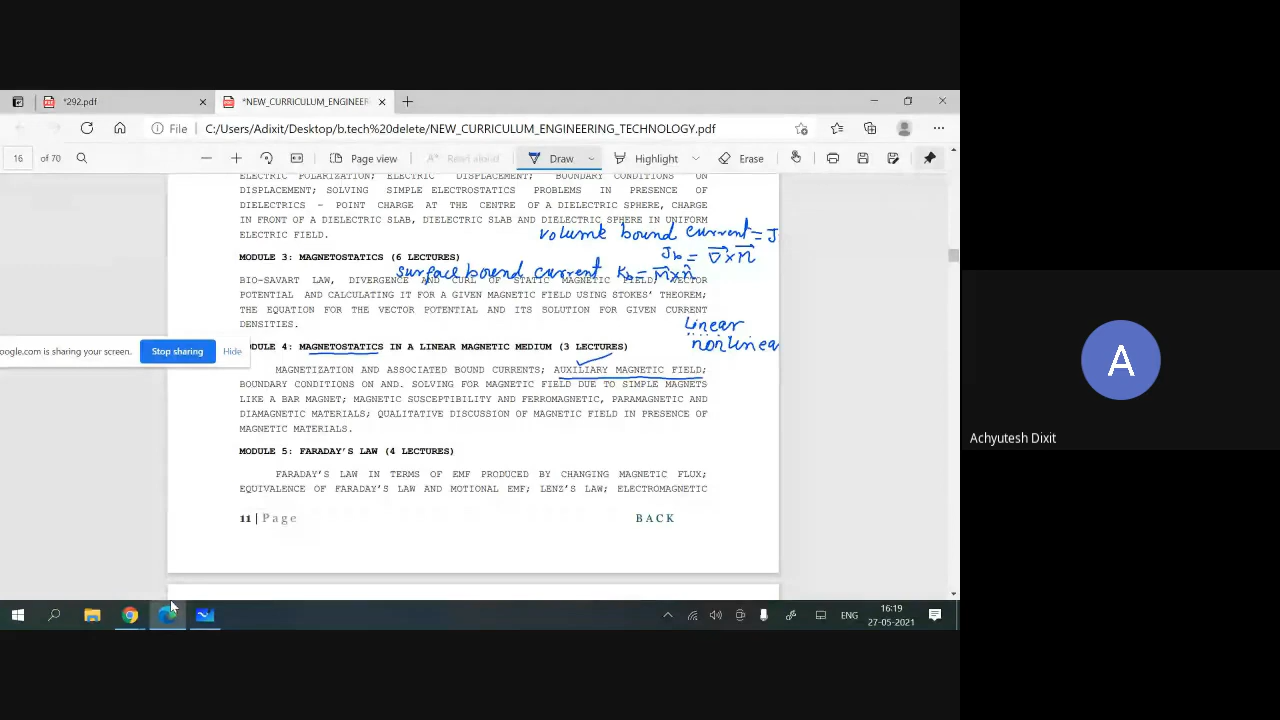 *292.pdf
*NEW_CURRICULUM_ENGINEER
File
C:/Users/Adixit/Desktop/b.tech%20delete/NEW_CURRICULUM_ENGINEERING_TECHNOLOGY.pdf
16 of 70
Page view
Read aloud
Draw
Highlight
Erase
ELECTRIC POLARIZATION; ELECTRIC DISPLACEMENT; BOUNDARY CONDITIONS ON
DISPLACEMENT; SOLVING SIMPLE ELECTROSTATICS PROBLEMS IN PRESENCE OF
DIELECTRICS – POINT CHARGE AT THE CENTRE OF A DIELECTRIC SPHERE, CHARGE
IN FRONT OF A DIELECTRIC SLAB, DIELECTRIC SLAB AND DIELECTRIC SPHERE IN UNIFORM
ELECTRIC FIELD.
volume bound current = J
J_b = ∇⃗ × M⃗
MODULE 3: MAGNETOSTATICS (6 LECTURES)
surface bound current K_b = M⃗ × n̂
BIO-SAVART LAW, DIVERGENCE AND CURL OF STATIC MAGNETIC FIELD; VECTOR
POTENTIAL AND CALCULATING IT FOR A GIVEN MAGNETIC FIELD USING STOKES' THEOREM;
THE EQUATION FOR THE VECTOR POTENTIAL AND ITS SOLUTION FOR GIVEN CURRENT
DENSITIES.
Linear
nonlinear
oogle.com is sharing your screen.
Stop sharing
Hide
ODULE 4: MAGNETOSTATICS IN A LINEAR MAGNETIC MEDIUM (3 LECTURES)
MAGNETIZATION AND ASSOCIATED BOUND CURRENTS; AUXILIARY MAGNETIC FIELD;
BOUNDARY CONDITIONS ON AND. SOLVING FOR MAGNETIC FIELD DUE TO SIMPLE MAGNETS
LIKE A BAR MAGNET; MAGNETIC SUSCEPTIBILITY AND FERROMAGNETIC, PARAMAGNETIC AND
DIAMAGNETIC MATERIALS; QUALITATIVE DISCUSSION OF MAGNETIC FIELD IN PRESENCE OF
MAGNETIC MATERIALS.
MODULE 5: FARADAY'S LAW (4 LECTURES)
FARADAY'S LAW IN TERMS OF EMF PRODUCED BY CHANGING MAGNETIC FLUX;
EQUIVALENCE OF FARADAY'S LAW AND MOTIONAL EMF; LENZ'S LAW; ELECTROMAGNETIC
11 | Page
BACK
ENG
16:19
27-05-2021
A
Achyutesh Dixit